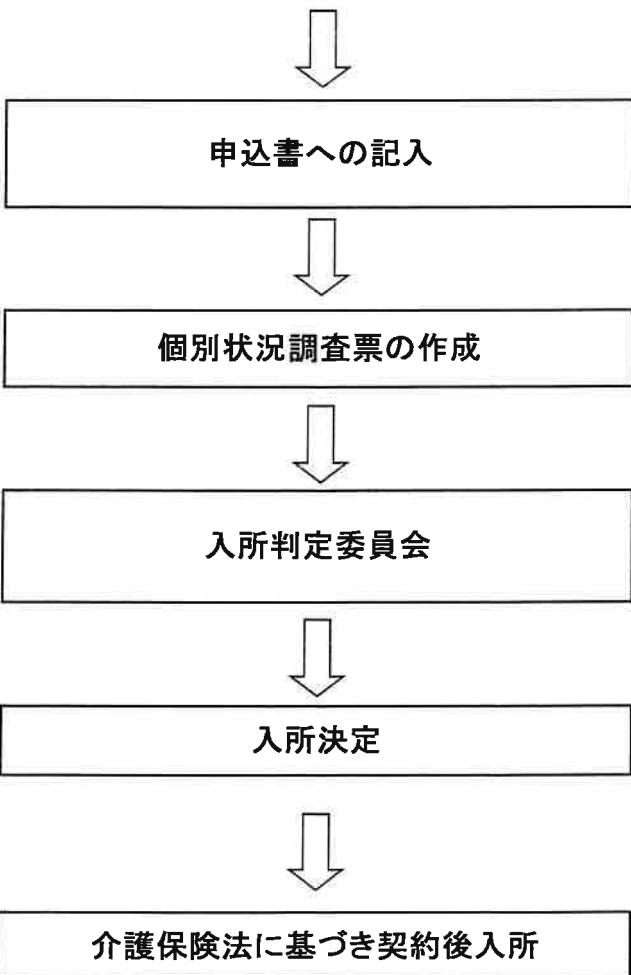 申込書への記入
個別状況調査票の作成
入所判定委員会
入所決定
介護保険法に基づき契約後入所